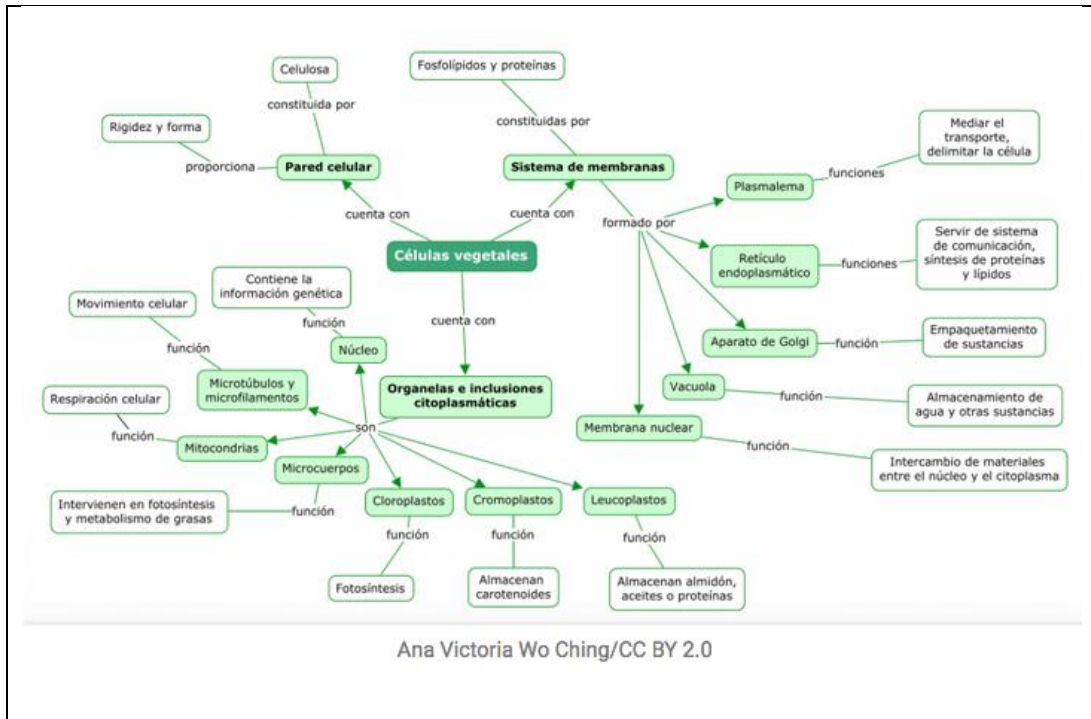 Celulosa
Fosfolípidos y proteínas
constituida por
constituidas por
Rigidez y forma
proporciona
Pared celular
Sistema de membranas
Mediar el
transporte,
delimitar la célula
funciones
Plasmalema
cuenta con
cuenta con
formado por
Células vegetales
Retículo
endoplasmático
funciones
Servir de sistema
de comunicación,
síntesis de proteínas
y lípidos
Contiene la
información genética
función
Núcleo
cuenta con
Movimiento celular
función
Microtúbulos y
microfilamentos
Organelas e inclusiones
citoplasmáticas
Aparato de Golgi
función
Empaquetamiento
de sustancias
Vacuola
función
Almacenamiento de
agua y otras sustancias
Respiración celular
función
Mitocondrias
son
Membrana nuclear
función
Intercambio de materiales
entre el núcleo y el citoplasma
Microcuerpos
función
Intervienen en fotosíntesis
y metabolismo de grasas
Cloroplastos
función
Fotosíntesis
Cromoplastos
función
Almacenan
carotenoides
Leucoplastos
función
Almacenan almidón,
aceites o proteínas
Ana Victoria Wo Ching/CC BY 2.0